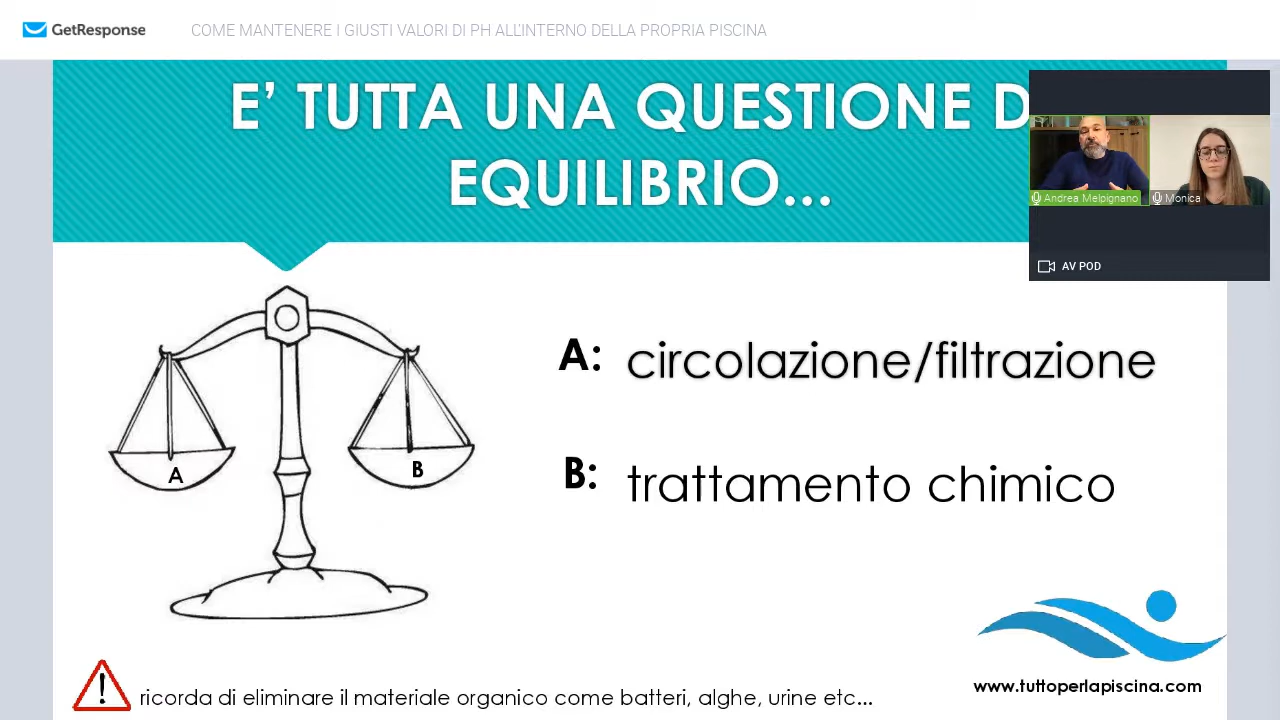 GetResponse
COME MANTENERE I GIUSTI VALORI DI PH ALL'INTERNO DELLA PROPRIA PISCINA
E' TUTTA UNA QUESTIONE D
EQUILIBRIO...
Andrea Melpignano
Monica
AV POD
A: circolazione/filtrazione
B: trattamento chimico
A
B
www.tuttoperlapiscina.com
! ricorda di eliminare il materiale organico come batteri, alghe, urine etc...